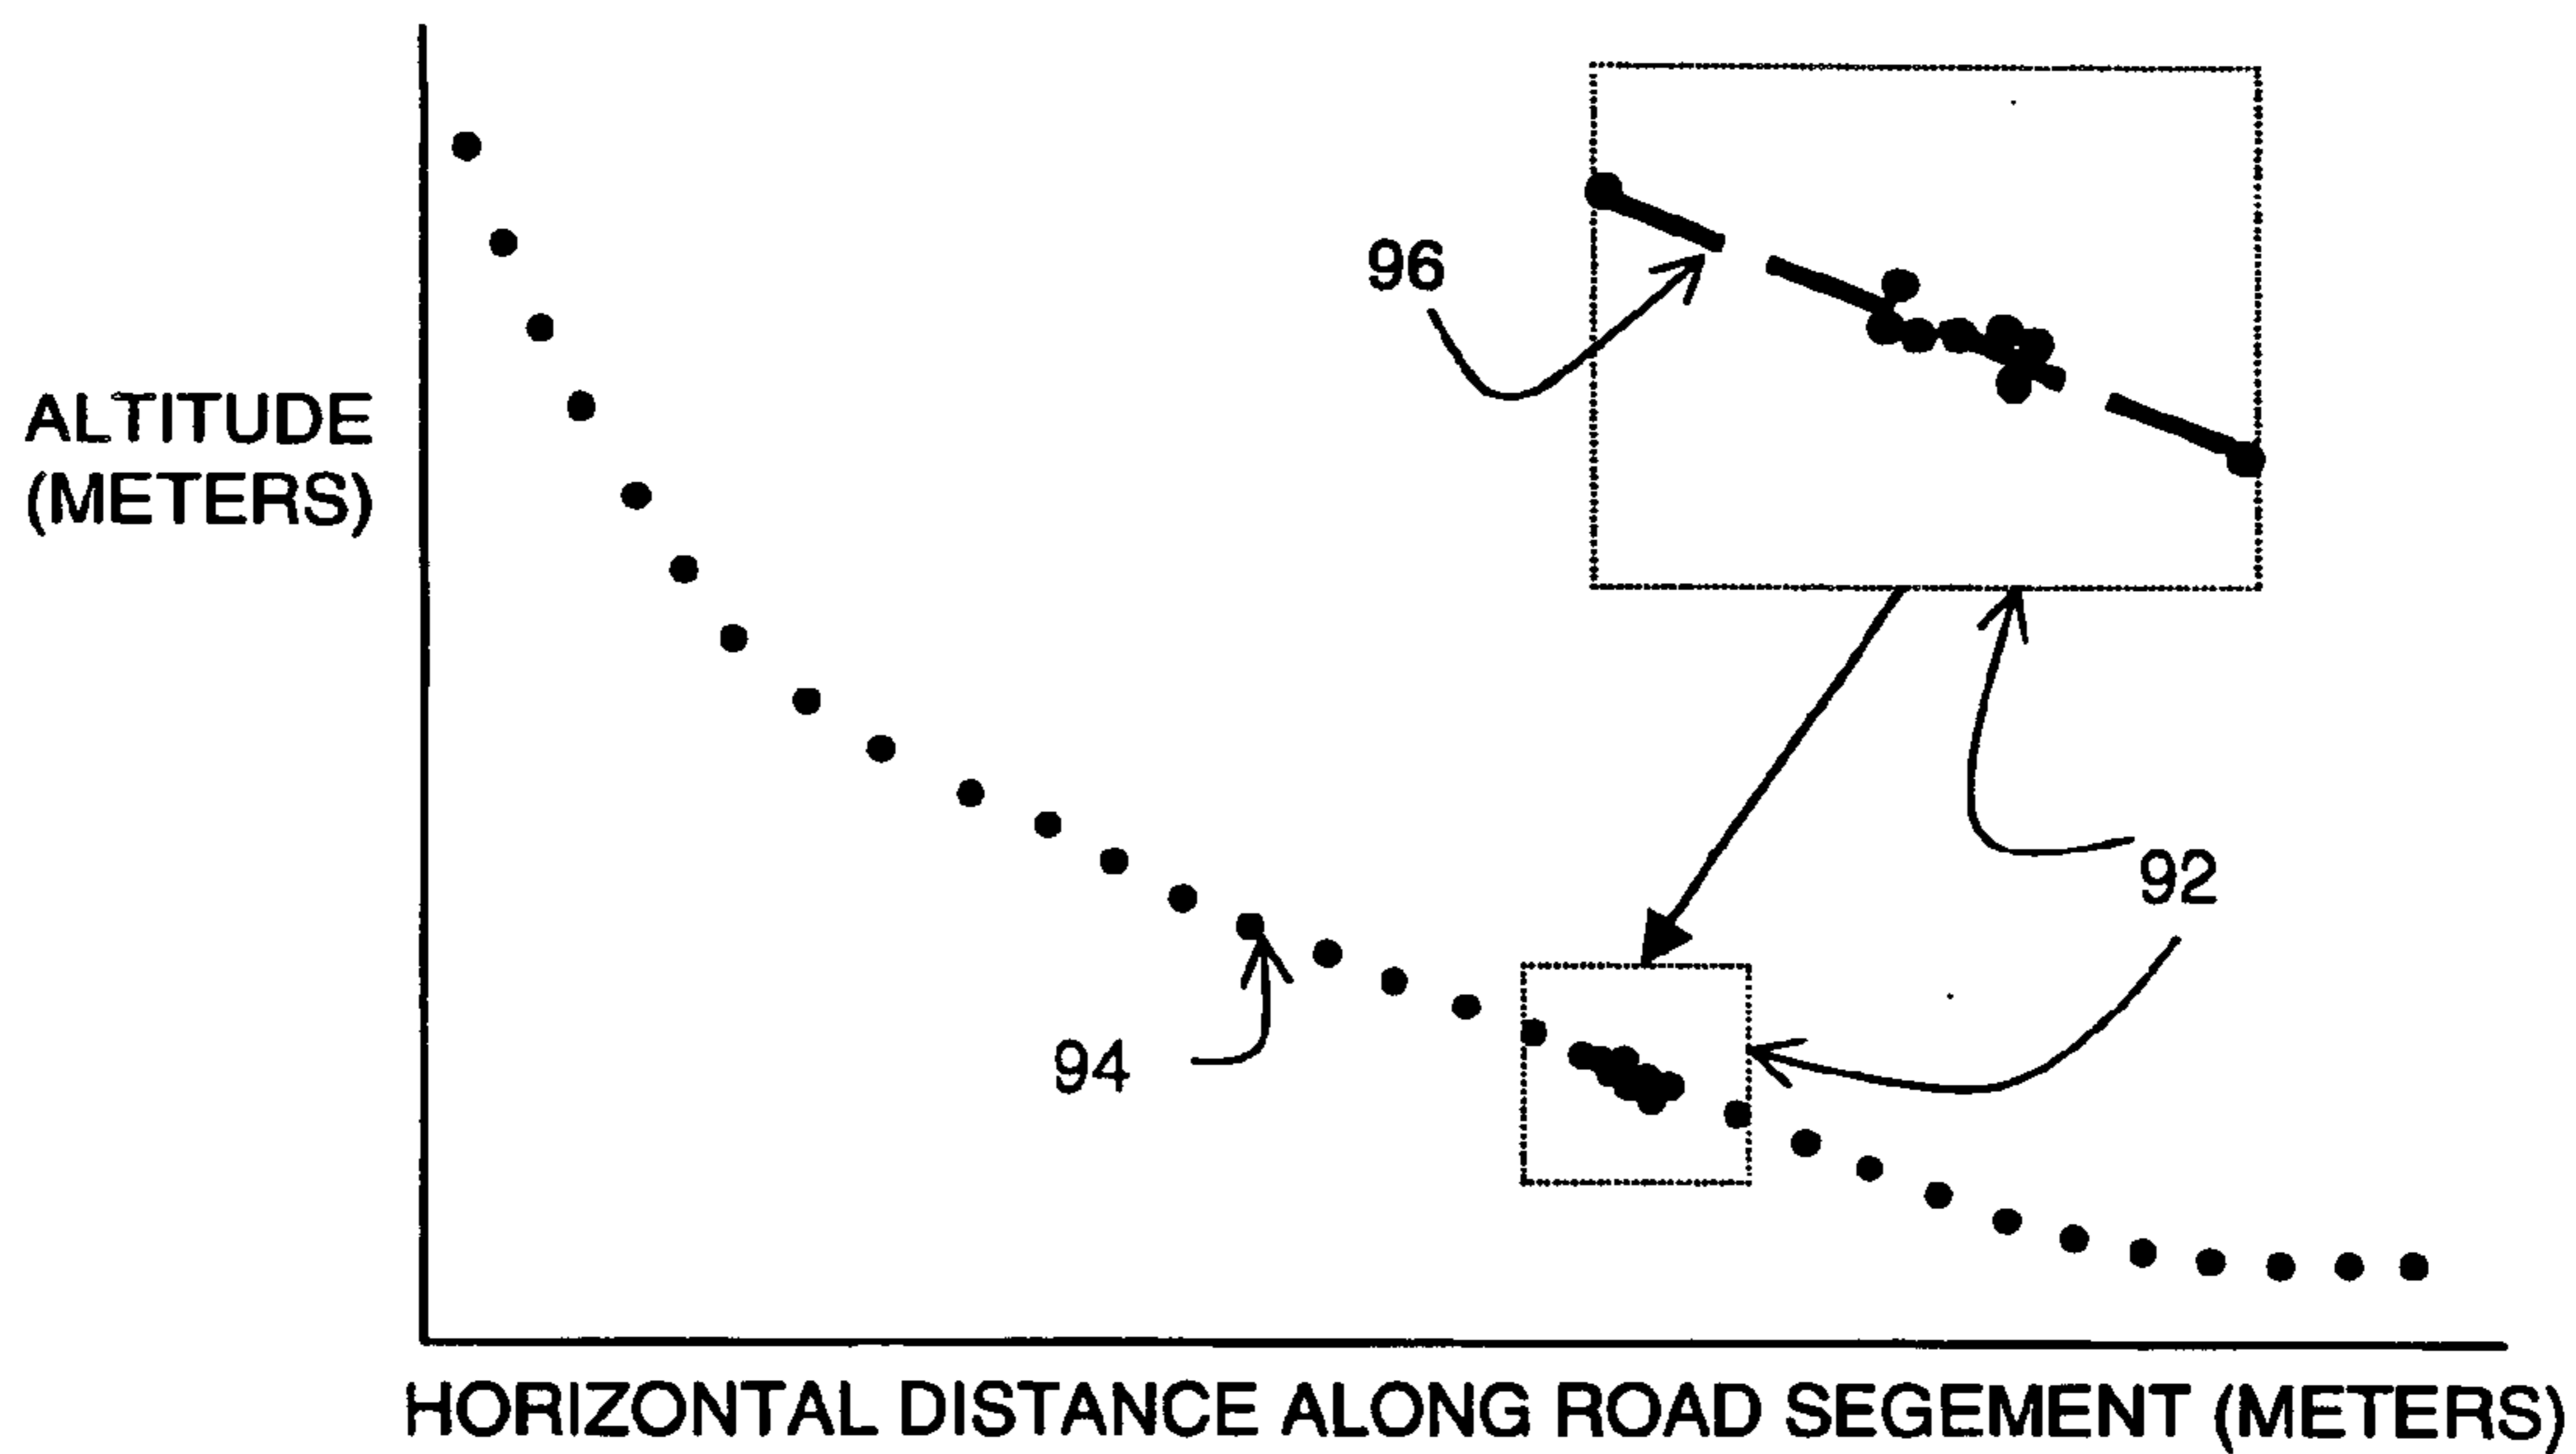 96
ALTITUDE
(METERS)
92
94
HORIZONTAL DISTANCE ALONG ROAD SEGEMENT (METERS)